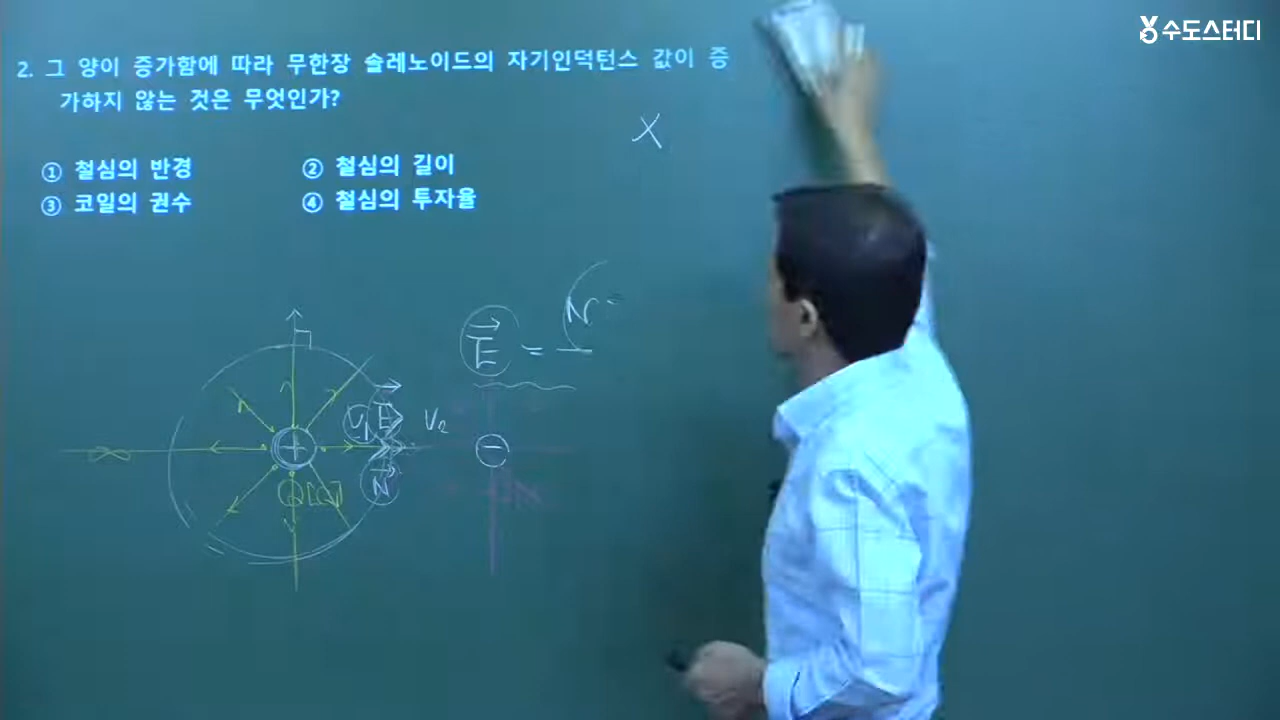 수도스터디
2. 그 양이 증가함에 따라 무한장 솔레노이드의 자기인덕턴스 값이 증
가하지 않는 것은 무엇인가?
① 철심의 반경 ② 철심의 길이
③ 코일의 권수 ④ 철심의 투자율
X
E = N
V₁ E V₂
+ −
N
Q [C]
∞